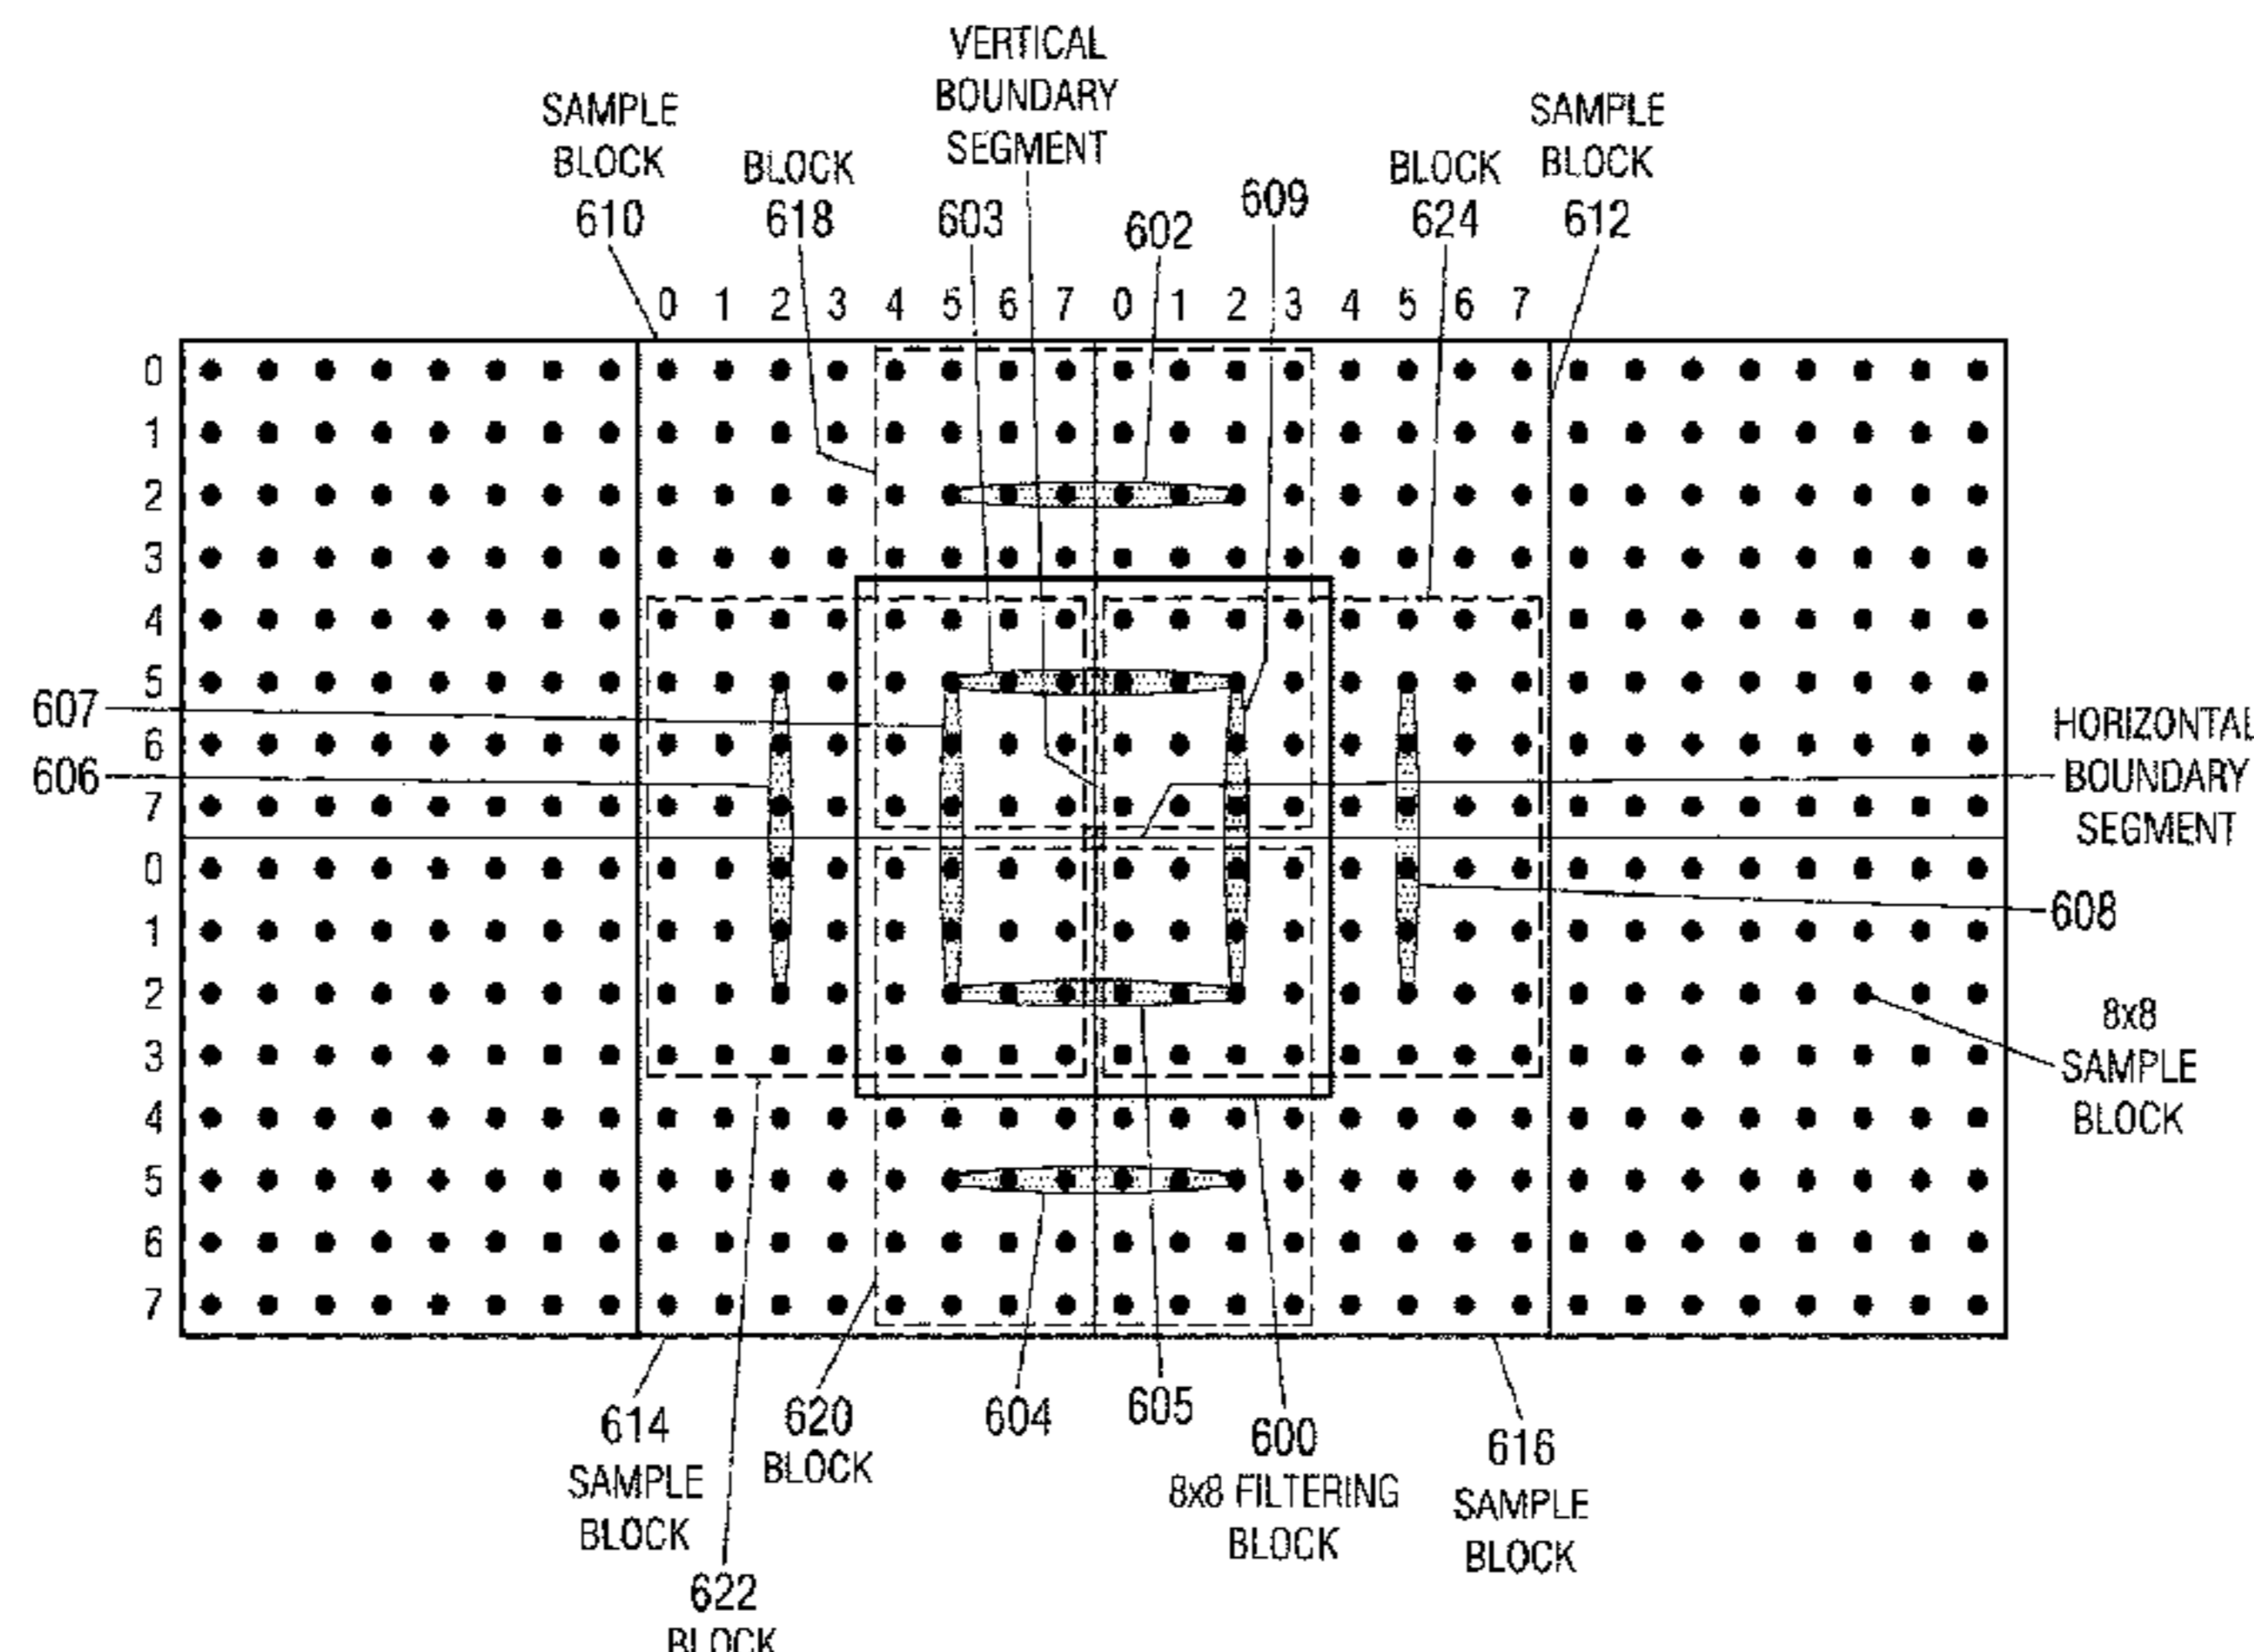 VERTICAL
BOUNDARY
SEGMENT
SAMPLE
BLOCK
610
BLOCK
618
603
602
609
BLOCK
624
SAMPLE
BLOCK
612
0 1 2 3 4 5 6 7 0 1 2 3 4 5 6 7
0
1
2
3
4
5
6
7
0
1
2
3
4
5
6
7
607
606
HORIZONTAL
BOUNDARY
SEGMENT
608
8x8
SAMPLE
BLOCK
614
SAMPLE
BLOCK
622
BLOCK
620
BLOCK
604
605
600
8x8 FILTERING
BLOCK
616
SAMPLE
BLOCK